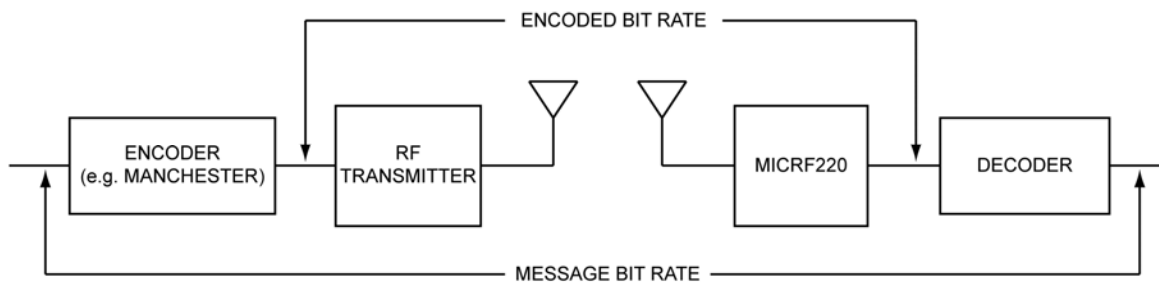 ENCODED BIT RATE
ENCODER
(e.g. MANCHESTER)
RF
TRANSMITTER
MICRF220
DECODER
MESSAGE BIT RATE